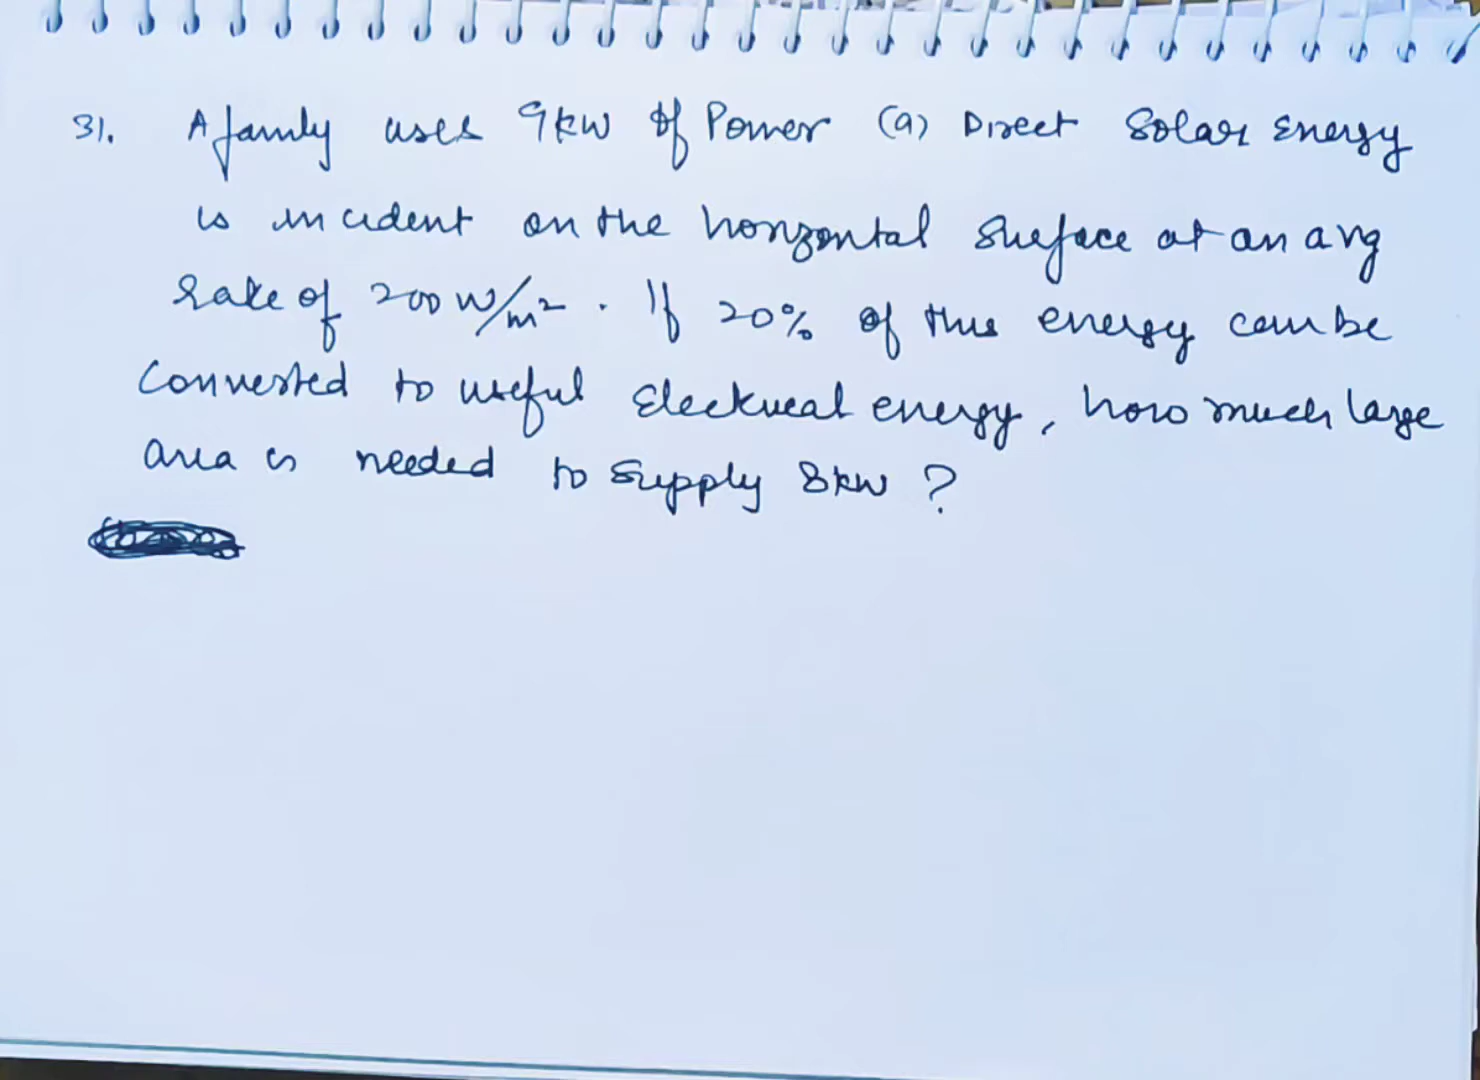 31. A family uses 9kW of Power (a) Direct Solar Energy
is incident on the horizontal surface at an avg
rate of 200 W/m². If 20% of this energy can be
converted to useful Electrical energy, how much large
area is needed to supply 8kW ?